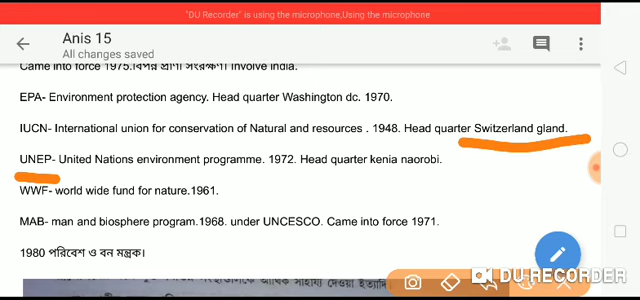 "DU Recorder" is using the microphone,Using the microphone
Anis 15
All changes saved
Came into force 1975.বিপন্ন প্রাণী সংরক্ষণ। Involve india.
EPA- Environment protection agency. Head quarter Washington dc. 1970.
IUCN- International union for conservation of Natural and resources . 1948. Head quarter Switzerland gland.
UNEP- United Nations environment programme. 1972. Head quarter kenia naorobi.
WWF- world wide fund for nature.1961.
MAB- man and biosphere program.1968. under UNCESCO. Came into force 1971.
1980 পরিবেশ ও বন মন্ত্রক।
আর্থিক সাহায্য দেওয়া ইত্যাদি।
DU RECORDER